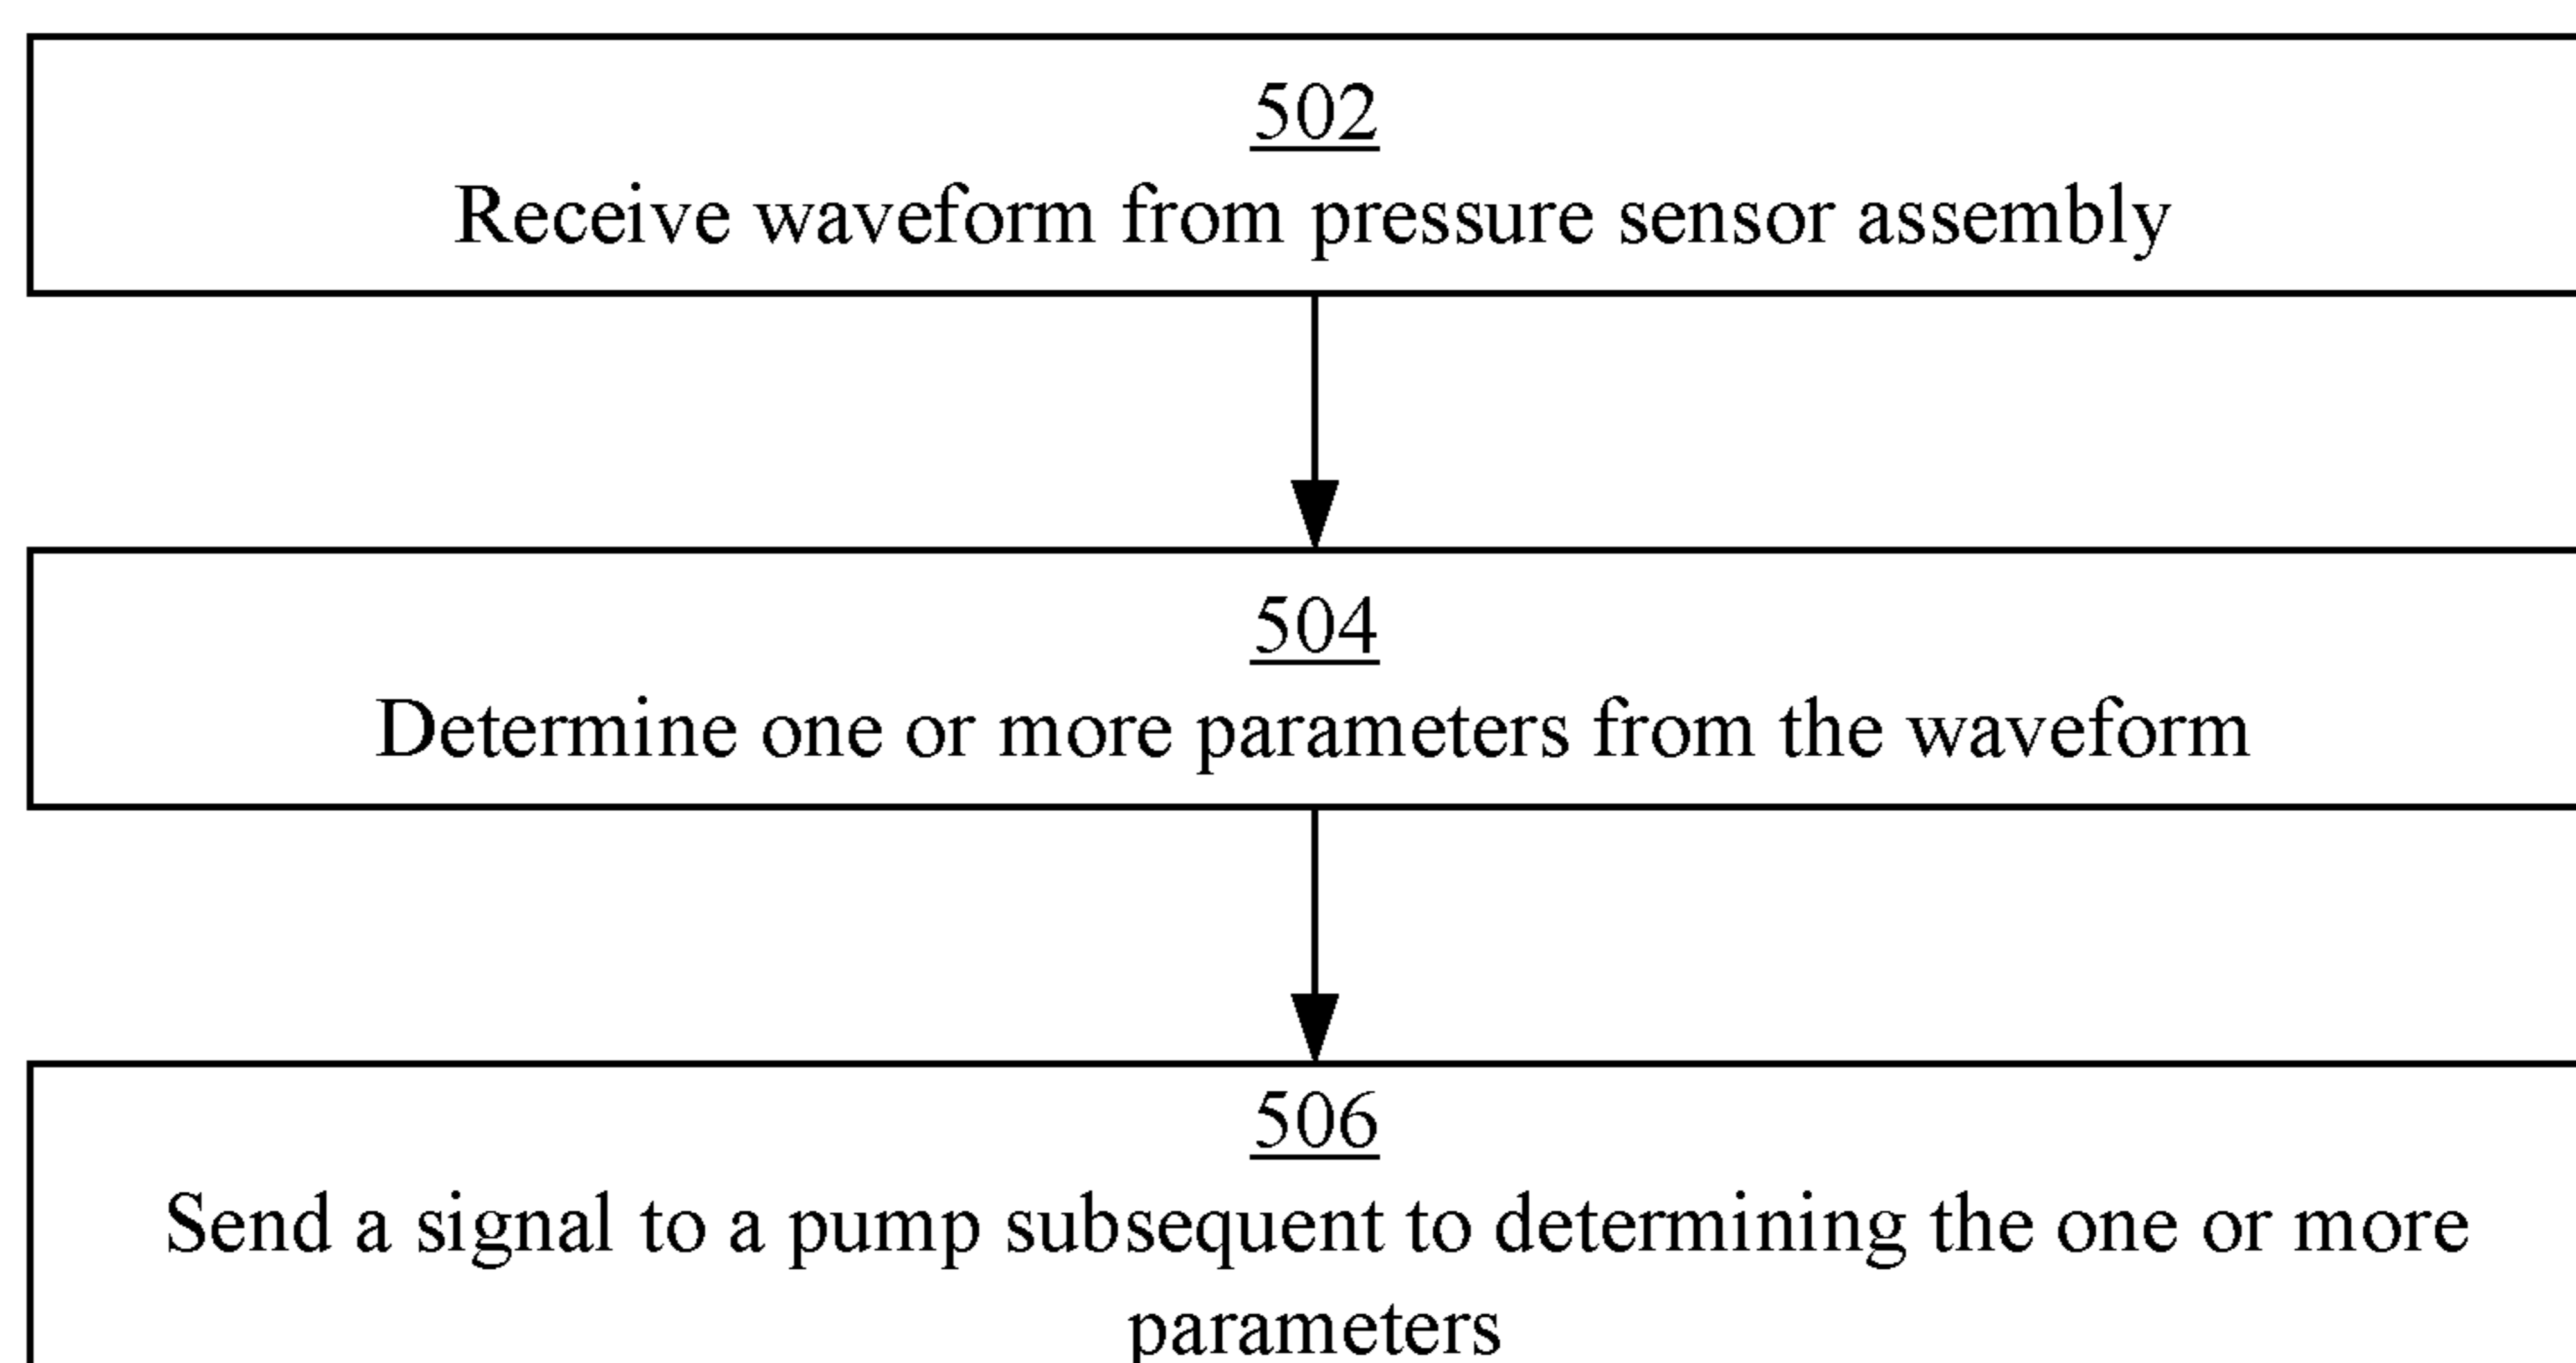 502
Receive waveform from pressure sensor assembly
504
Determine one or more parameters from the waveform
506
Send a signal to a pump subsequent to determining the one or more
parameters